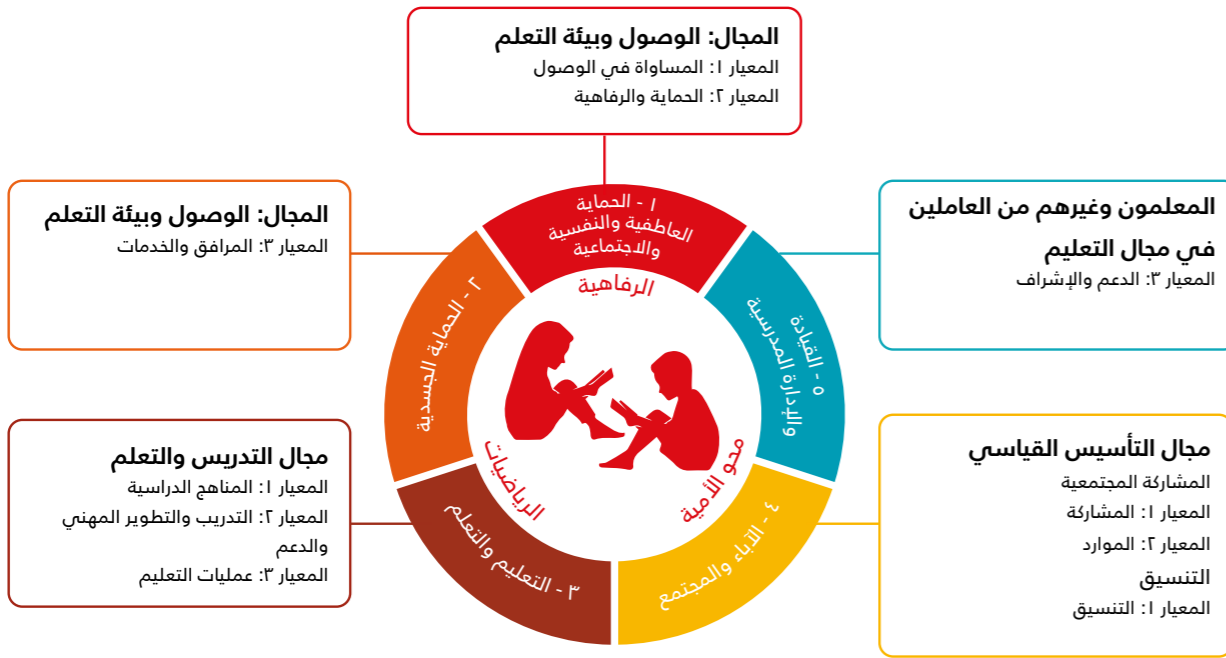 المجال: الوصول وبيئة التعلم
المعيار ١: المساواة في الوصول
المعيار ٢: الحماية والرفاهية
المعلمون وغيرهم من العاملين
في مجال التعليم
المعيار ٣: الدعم والإشراف
المجال: الوصول وبيئة التعلم
المعيار ٣: المرافق والخدمات
١ - الحماية
العاطفية والنفسية
والاجتماعية
٢ - الحماية الجسدية
٣ - التعليم والتعلم
٤ - الآباء والمجتمع
٥ - القيادة
والإدارة المدرسية
الرفاهية
محو الأمية
الرياضيات
مجال التأسيس القياسي
المشاركة المجتمعية
المعيار ١: المشاركة
المعيار ٢: الموارد
التنسيق
المعيار ١: التنسيق
مجال التدريس والتعلم
المعيار ١: المناهج الدراسية
المعيار ٢: التدريب والتطوير المهني
والدعم
المعيار ٣: عمليات التعليم